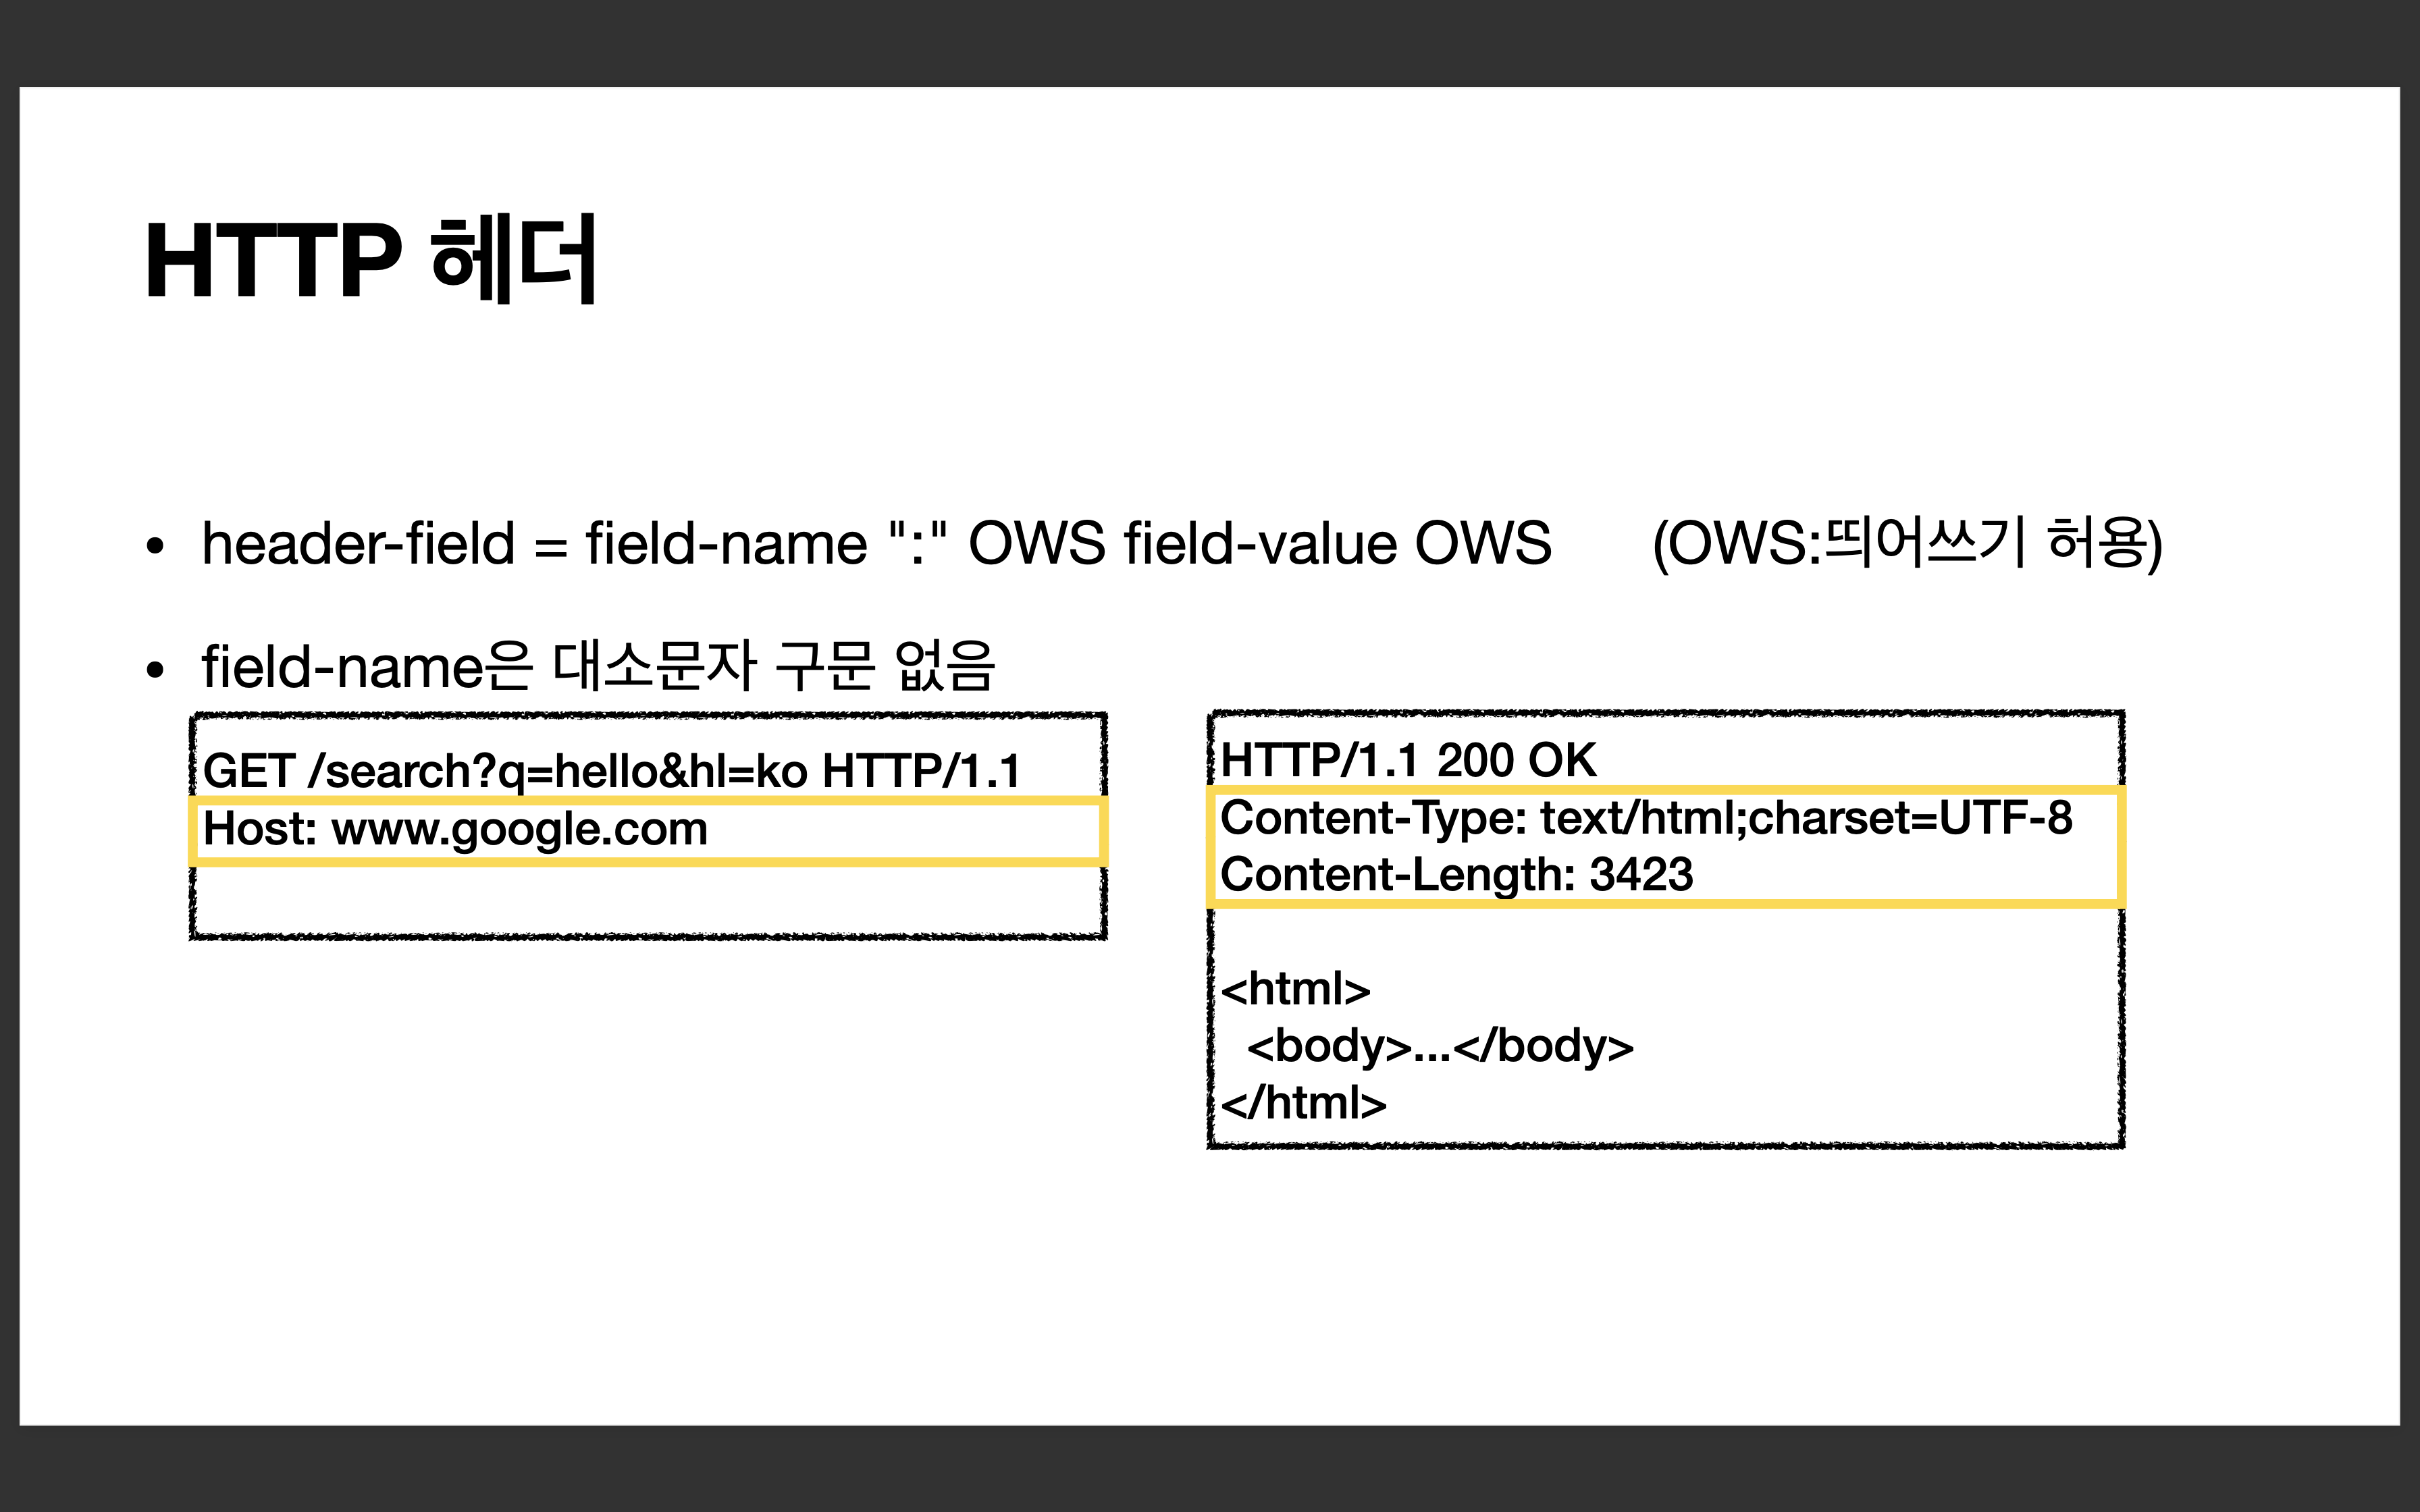 HTTP 헤더
• header-field = field-name ":" OWS field-value OWS (OWS:띄어쓰기 허용)
• field-name은 대소문자 구문 없음
GET /search?q=hello&hl=ko HTTP/1.1
Host: www.google.com
HTTP/1.1 200 OK
Content-Type: text/html;charset=UTF-8
Content-Length: 3423
<html>
<body>...</body>
</html>